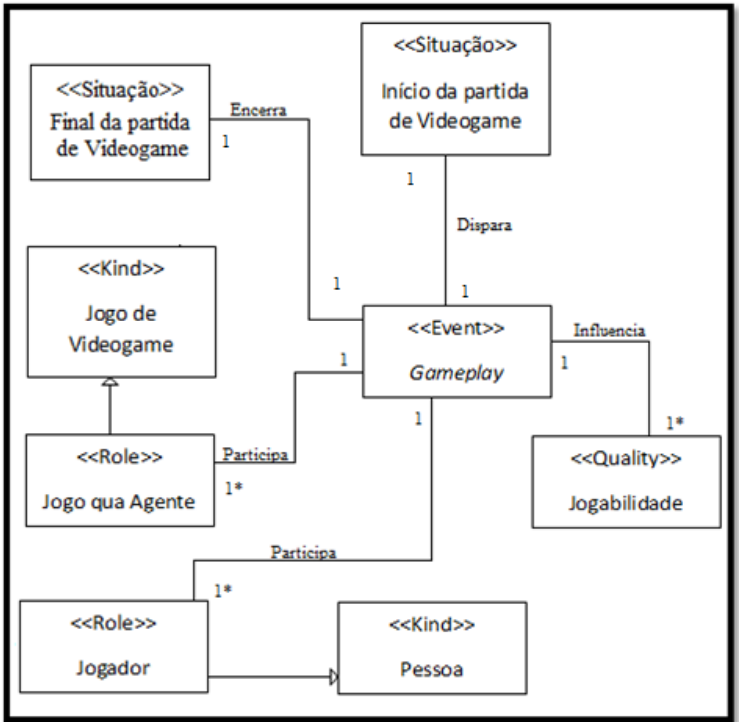 <<Situação>>
Início da partida
de Videogame
<<Situação>>
Final da partida
de Videogame
Encerra
1
1
Dispara
1
1
<<Kind>>
Jogo de
Videogame
<<Event>>
Gameplay
Influencia
1
1*
<<Quality>>
Jogabilidade
1
<<Role>>
Jogo qua Agente
Participa
1*
1
Participa
1*
<<Role>>
Jogador
<<Kind>>
Pessoa